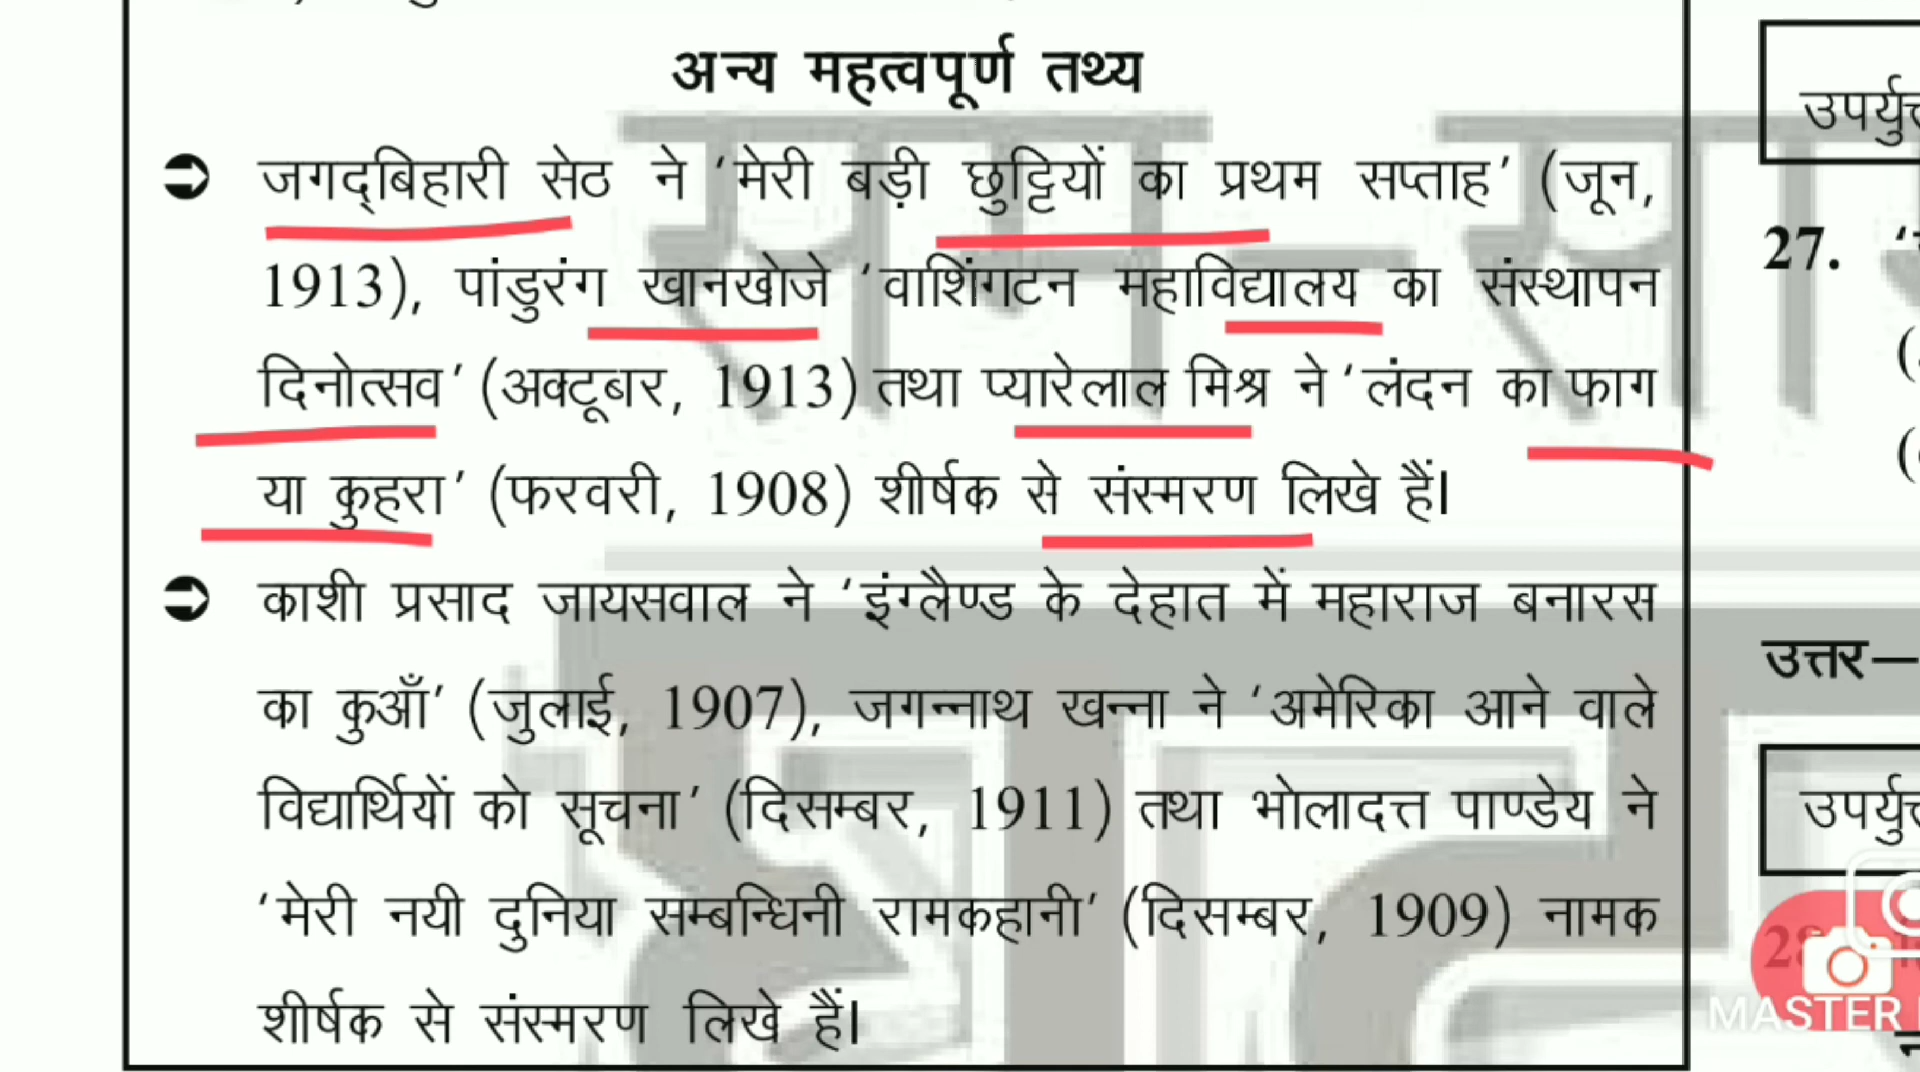 अन्य महत्वपूर्ण तथ्य
➲ जगद्‌बिहारी सेठ ने ‘मेरी बड़ी छुट्टियों का प्रथम सप्ताह’ (जून,
1913), पांडुरंग खानखोजे ‘वाशिंगटन महाविद्यालय का संस्थापन
दिनोत्सव’ (अक्टूबर, 1913) तथा प्यारेलाल मिश्र ने ‘लंदन का फाग
या कुहरा’ (फरवरी, 1908) शीर्षक से संस्मरण लिखे हैं।
➲ काशी प्रसाद जायसवाल ने ‘इंग्लैण्ड के देहात में महाराज बनारस
का कुआँ’ (जुलाई, 1907), जगन्नाथ खन्ना ने ‘अमेरिका आने वाले
विद्यार्थियों को सूचना’ (दिसम्बर, 1911) तथा भोलादत्त पाण्डेय ने
‘मेरी नयी दुनिया सम्बन्धिनी रामकहानी’ (दिसम्बर, 1909) नामक
शीर्षक से संस्मरण लिखे हैं।
27.
उत्तर–
28
MASTER